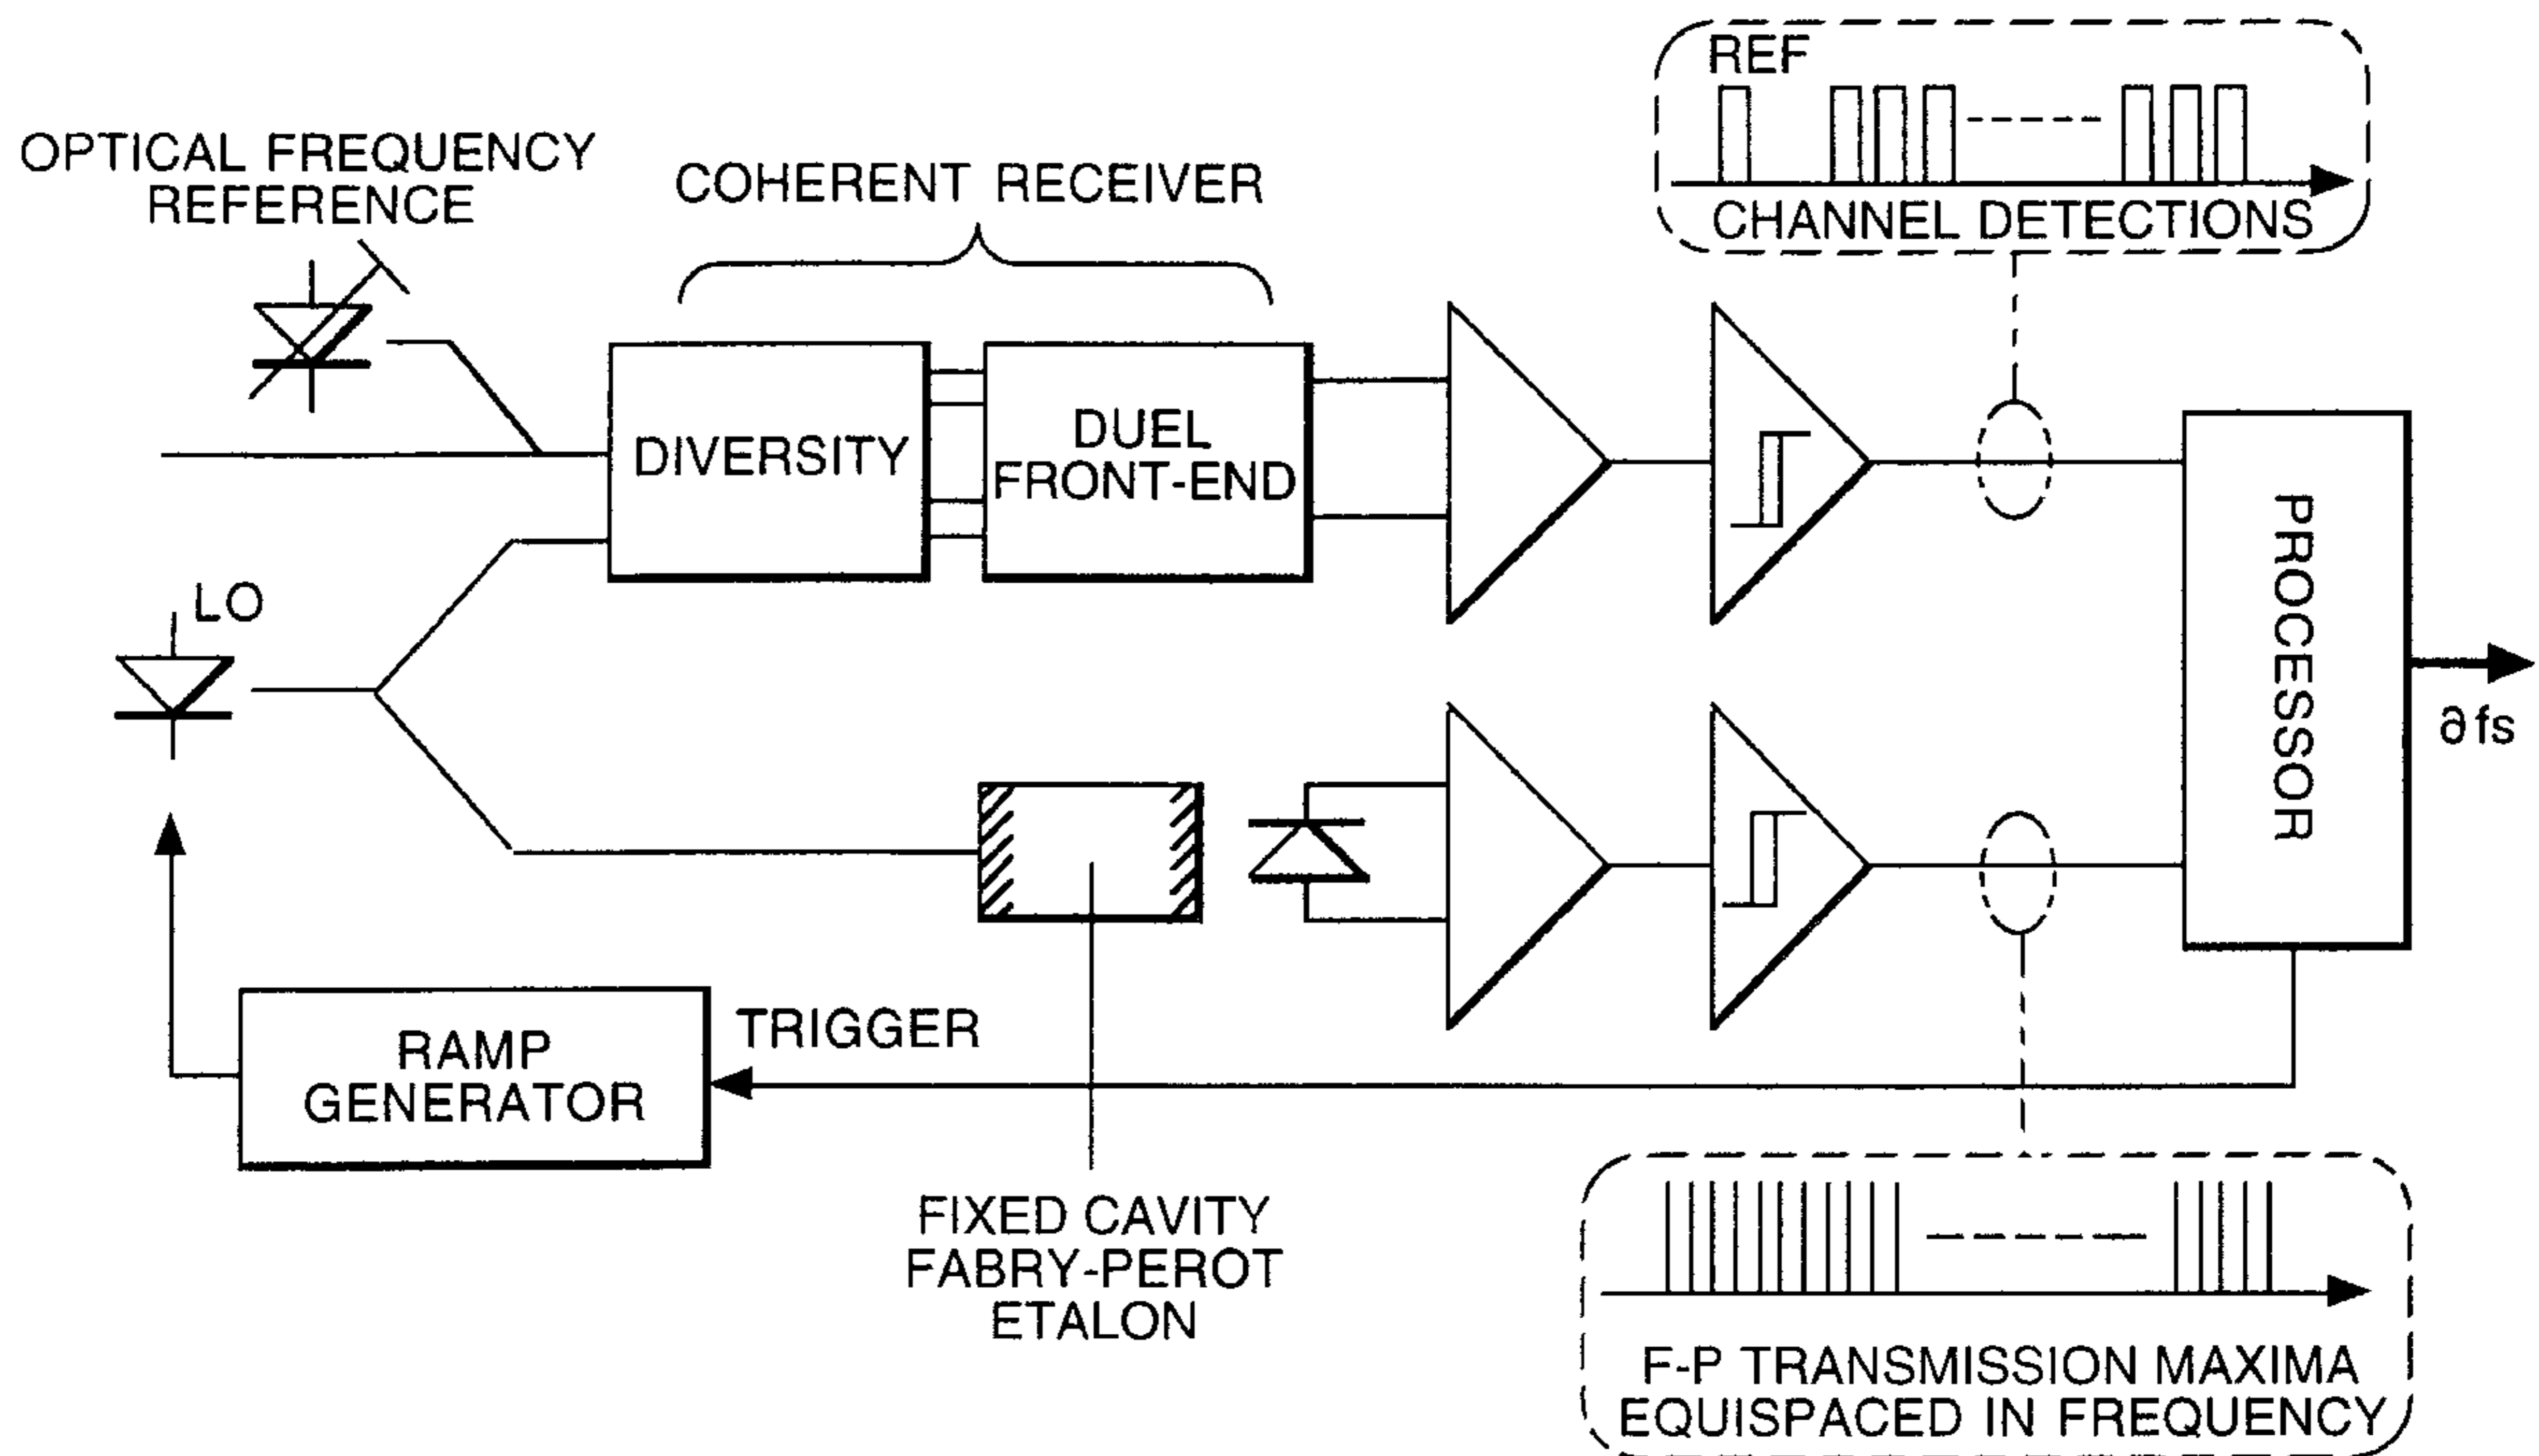 REF
CHANNEL DETECTIONS
OPTICAL FREQUENCY
REFERENCE
COHERENT RECEIVER
DIVERSITY
DUEL
FRONT-END
LO
PROCESSOR
∂fs
RAMP
GENERATOR
TRIGGER
FIXED CAVITY
FABRY-PEROT
ETALON
F-P TRANSMISSION MAXIMA
EQUISPACED IN FREQUENCY